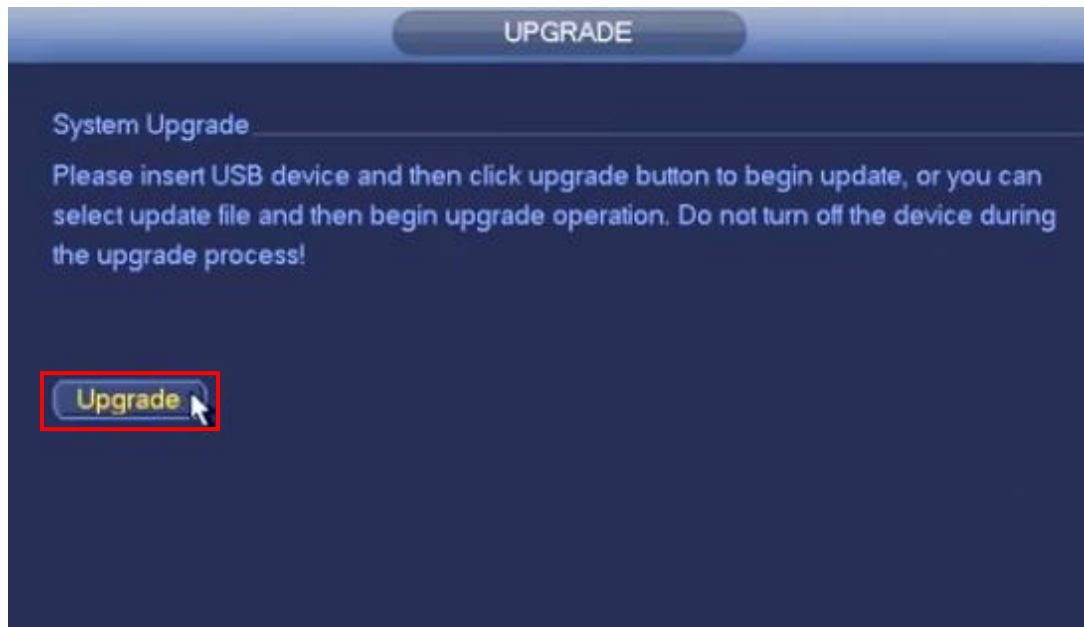 UPGRADE
System Upgrade
Please insert USB device and then click upgrade button to begin update, or you can
select update file and then begin upgrade operation. Do not turn off the device during
the upgrade process!
Upgrade